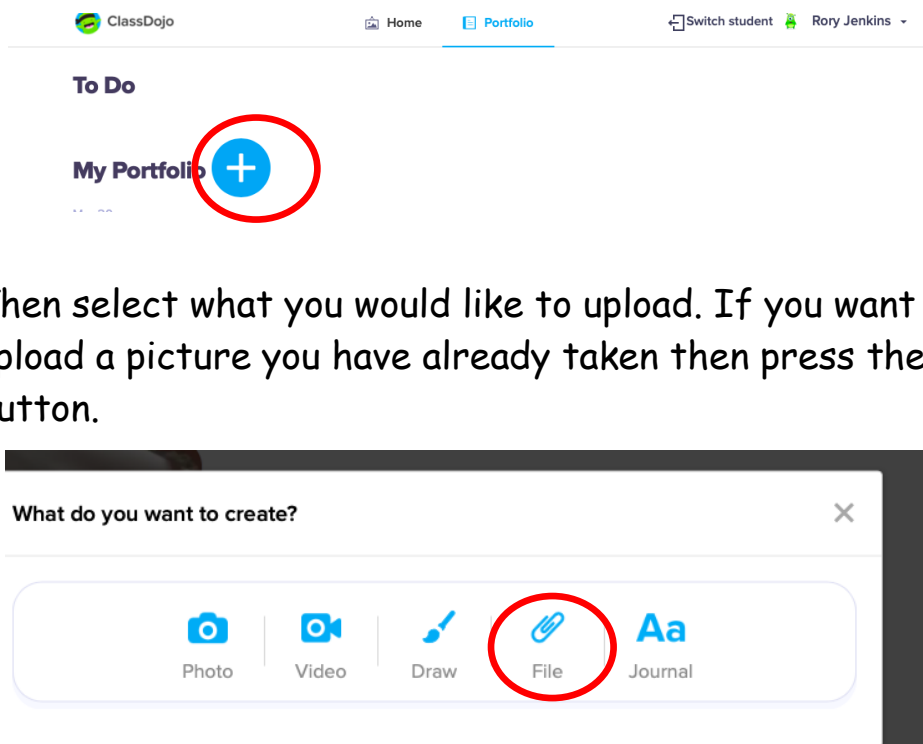 ClassDojo Home Portfolio Switch student Rory Jenkins
To Do
My Portfolio
hen select what you would like to upload. If you want
pload a picture you have already taken then press the
utton.
What do you want to create?
Photo Video Draw File Aa Journal